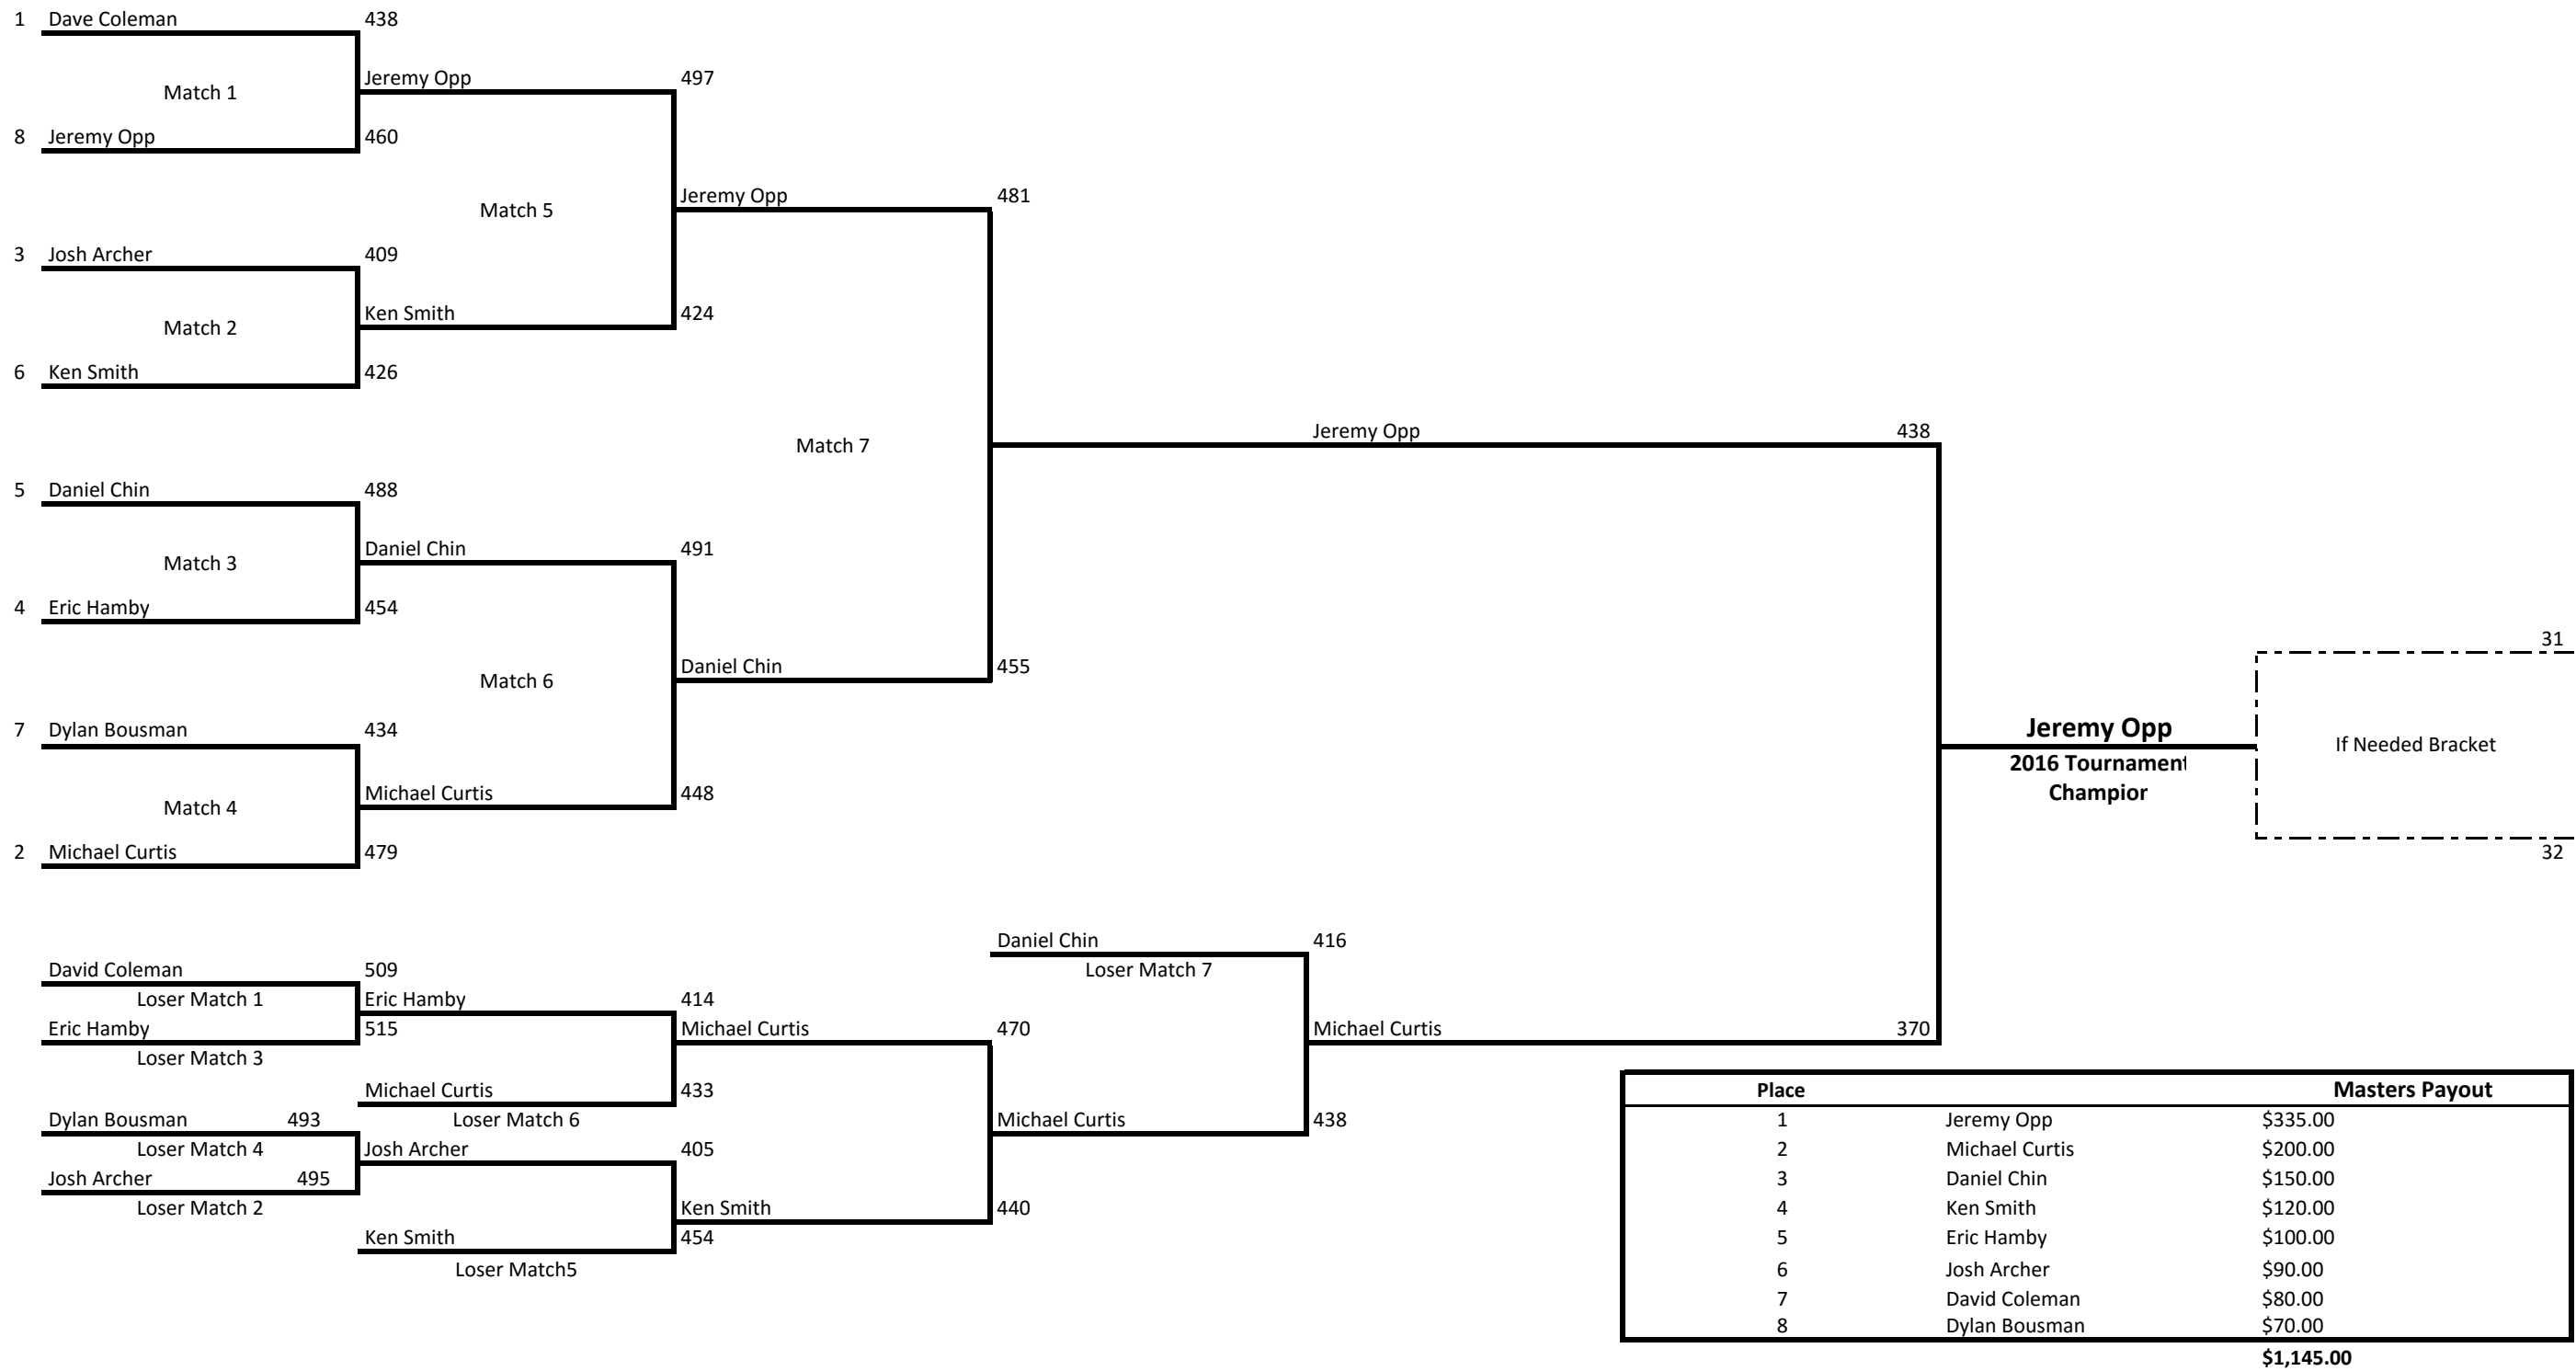 1 Dave Coleman 438
Jeremy Opp 497
Match 1
8 Jeremy Opp 460
Jeremy Opp 481
Match 5
3 Josh Archer 409
Ken Smith 424
Match 2
6 Ken Smith 426
Jeremy Opp 438
Match 7
5 Daniel Chin 488
Daniel Chin 491
Match 3
4 Eric Hamby 454
31
Daniel Chin 455
Match 6
7 Dylan Bousman 434
Jeremy Opp
If Needed Bracket
2016 Tournament
Michael Curtis 448
Champior
Match 4
2 Michael Curtis 479
32
Daniel Chin 416
David Coleman 509
Loser Match 7
Loser Match 1
Eric Hamby 414
Eric Hamby 515
Michael Curtis 470
Michael Curtis 370
Loser Match 3
Michael Curtis 433
Dylan Bousman 493
Loser Match 6
Michael Curtis 438
Loser Match 4
Josh Archer 405
Josh Archer 495
Loser Match 2
Ken Smith 440
Ken Smith 454
Loser Match5
Place Masters Payout
1 Jeremy Opp $335.00
2 Michael Curtis $200.00
3 Daniel Chin $150.00
4 Ken Smith $120.00
5 Eric Hamby $100.00
6 Josh Archer $90.00
7 David Coleman $80.00
8 Dylan Bousman $70.00
$1,145.00